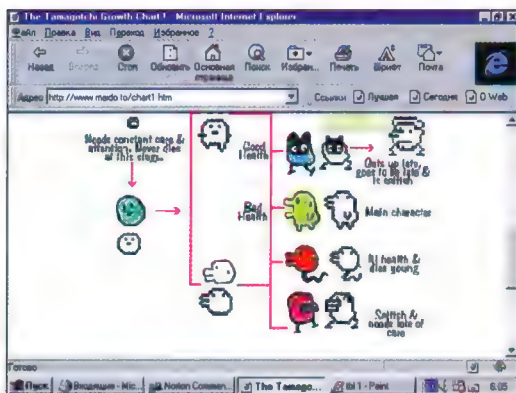 The Tamagotchi Growth Chart ! - Microsoft Internet Explorer
Файл Правка Вид Переход Избранное ?
Назад Вперед Стоп Обновить Основная страница Поиск Избран... Печать Шрифт Почта
Адрес http://www.mado.to/chart1.htm Ссылки Лучшее Сегодня Web
Needs constant care &
attention. Never dies
at this stage.
Good
Health
Gets up late,
goes to bed late &
is selfish
Bad
Health
Main character
Ill health &
dies young
Selfish &
needs lots of
care
Готово
Пуск Входящие - Mic... Norton Comman... The Tamago... tbl 1 - Paint 6:05